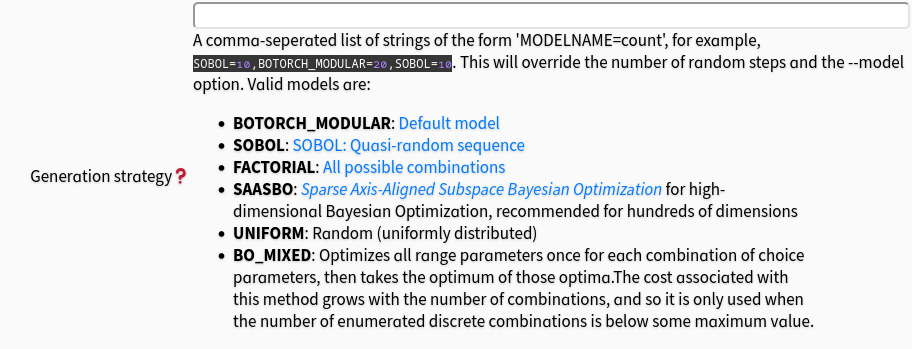 A comma-seperated list of strings of the form 'MODELNAME=count', for example,
SOBOL=10,BOTORCH_MODULAR=20,SOBOL=10. This will override the number of random steps and the --model
option. Valid models are:
• BOTORCH_MODULAR: Default model
• SOBOL: SOBOL: Quasi-random sequence
• FACTORIAL: All possible combinations
Generation strategy❓
• SAASBO: Sparse Axis-Aligned Subspace Bayesian Optimization for high-
dimensional Bayesian Optimization, recommended for hundreds of dimensions
• UNIFORM: Random (uniformly distributed)
• BO_MIXED: Optimizes all range parameters once for each combination of choice
parameters, then takes the optimum of those optima.The cost associated with
this method grows with the number of combinations, and so it is only used when
the number of enumerated discrete combinations is below some maximum value.